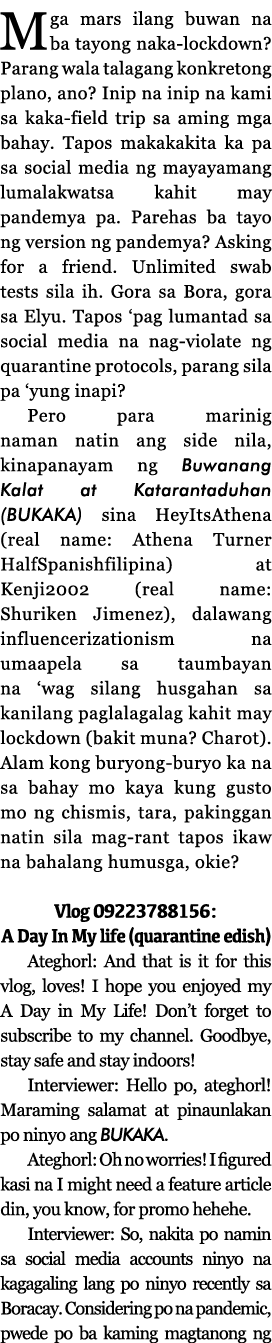 Mga mars ilang buwan na
ba tayong naka-lockdown?
Parang wala talagang konkretong
plano, ano? Inip na inip na kami
sa kaka-field trip sa aming mga
bahay. Tapos makakakita ka pa
sa social media ng mayayamang
lumalakwatsa kahit may
pandemya pa. Parehas ba tayo
ng version ng pandemya? Asking
for a friend. Unlimited swab
tests sila ih. Gora sa Bora, gora
sa Elyu. Tapos ‘pag lumantad sa
social media na nag-violate ng
quarantine protocols, parang sila
pa ‘yung inapi?
Pero para marinig
naman natin ang side nila,
kinapanayam ng Buwanang
Kalat at Katarantaduhan
(BUKAKA) sina HeyItsAthena
(real name: Athena Turner
HalfSpanishfilipina) at
Kenji2002 (real name:
Shuriken Jimenez), dalawang
influencerizationism na
umaapela sa taumbayan
na ‘wag silang husgahan sa
kanilang paglalagalag kahit may
lockdown (bakit muna? Charot).
Alam kong buryong-buryo ka na
sa bahay mo kaya kung gusto
mo ng chismis, tara, pakinggan
natin sila mag-rant tapos ikaw
na bahalang humusga, okie?
Vlog 09223788156:
A Day In My life (quarantine edish)
Ateghorl: And that is it for this
vlog, loves! I hope you enjoyed my
A Day in My Life! Don’t forget to
subscribe to my channel. Goodbye,
stay safe and stay indoors!
Interviewer: Hello po, ateghorl!
Maraming salamat at pinaunlakan
po ninyo ang BUKAKA.
Ateghorl: Oh no worries! I figured
kasi na I might need a feature article
din, you know, for promo hehehe.
Interviewer: So, nakita po namin
sa social media accounts ninyo na
kagagaling lang po ninyo recently sa
Boracay. Considering po na pandemic,
pwede po ba kaming magtanong ng